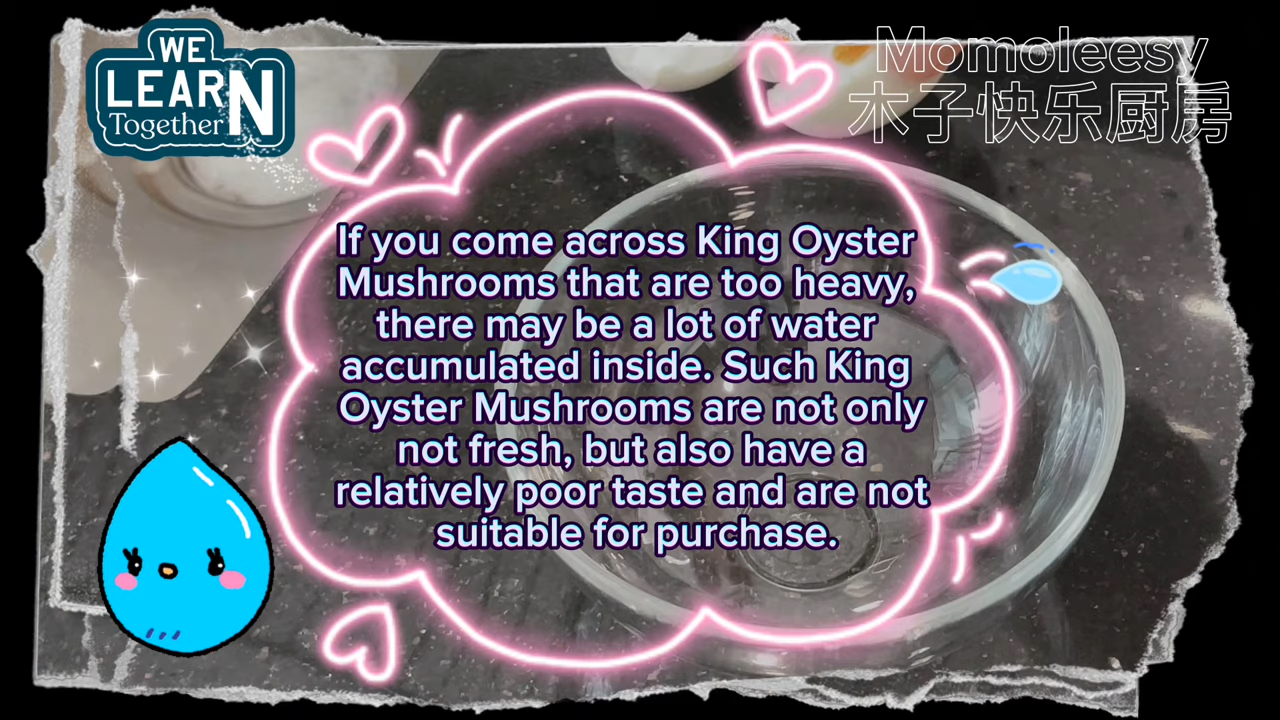 WE
LEARN
Together
Momoleesy
木子快乐厨房
If you come across King Oyster
Mushrooms that are too heavy,
there may be a lot of water
accumulated inside. Such King
Oyster Mushrooms are not only
not fresh, but also have a
relatively poor taste and are not
suitable for purchase.